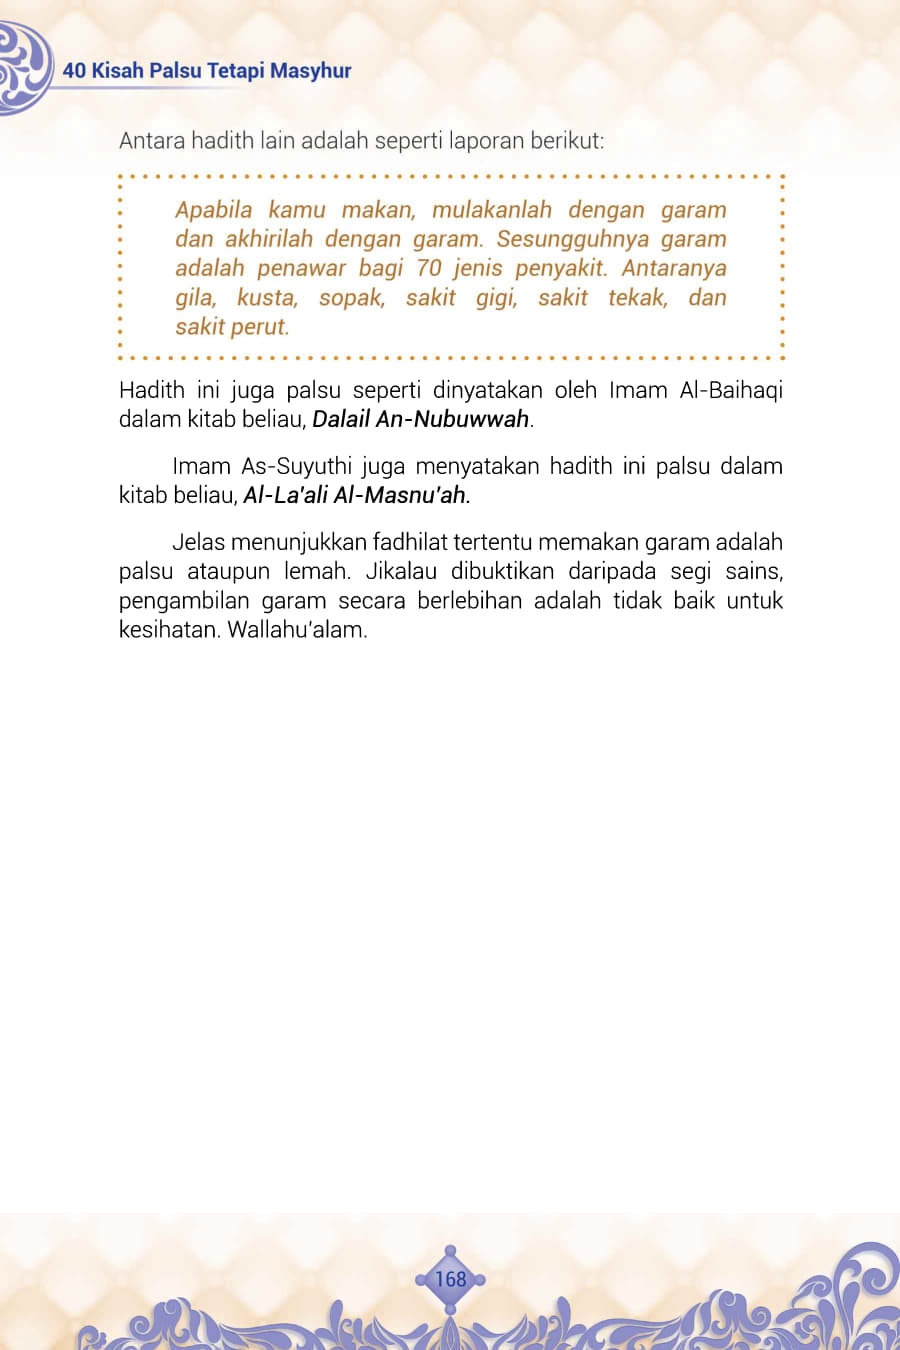 40 Kisah Palsu Tetapi Masyhur
Antara hadith lain adalah seperti laporan berikut:
Apabila kamu makan, mulakanlah dengan garam
dan akhirilah dengan garam. Sesungguhnya garam
adalah penawar bagi 70 jenis penyakit. Antaranya
gila, kusta, sopak, sakit gigi, sakit tekak, dan
sakit perut.
Hadith ini juga palsu seperti dinyatakan oleh Imam Al-Baihaqi
dalam kitab beliau, Dalail An-Nubuwwah.
Imam As-Suyuthi juga menyatakan hadith ini palsu dalam
kitab beliau, Al-La'ali Al-Masnu'ah.
Jelas menunjukkan fadhilat tertentu memakan garam adalah
palsu ataupun lemah. Jikalau dibuktikan daripada segi sains,
pengambilan garam secara berlebihan adalah tidak baik untuk
kesihatan. Wallahu'alam.
168